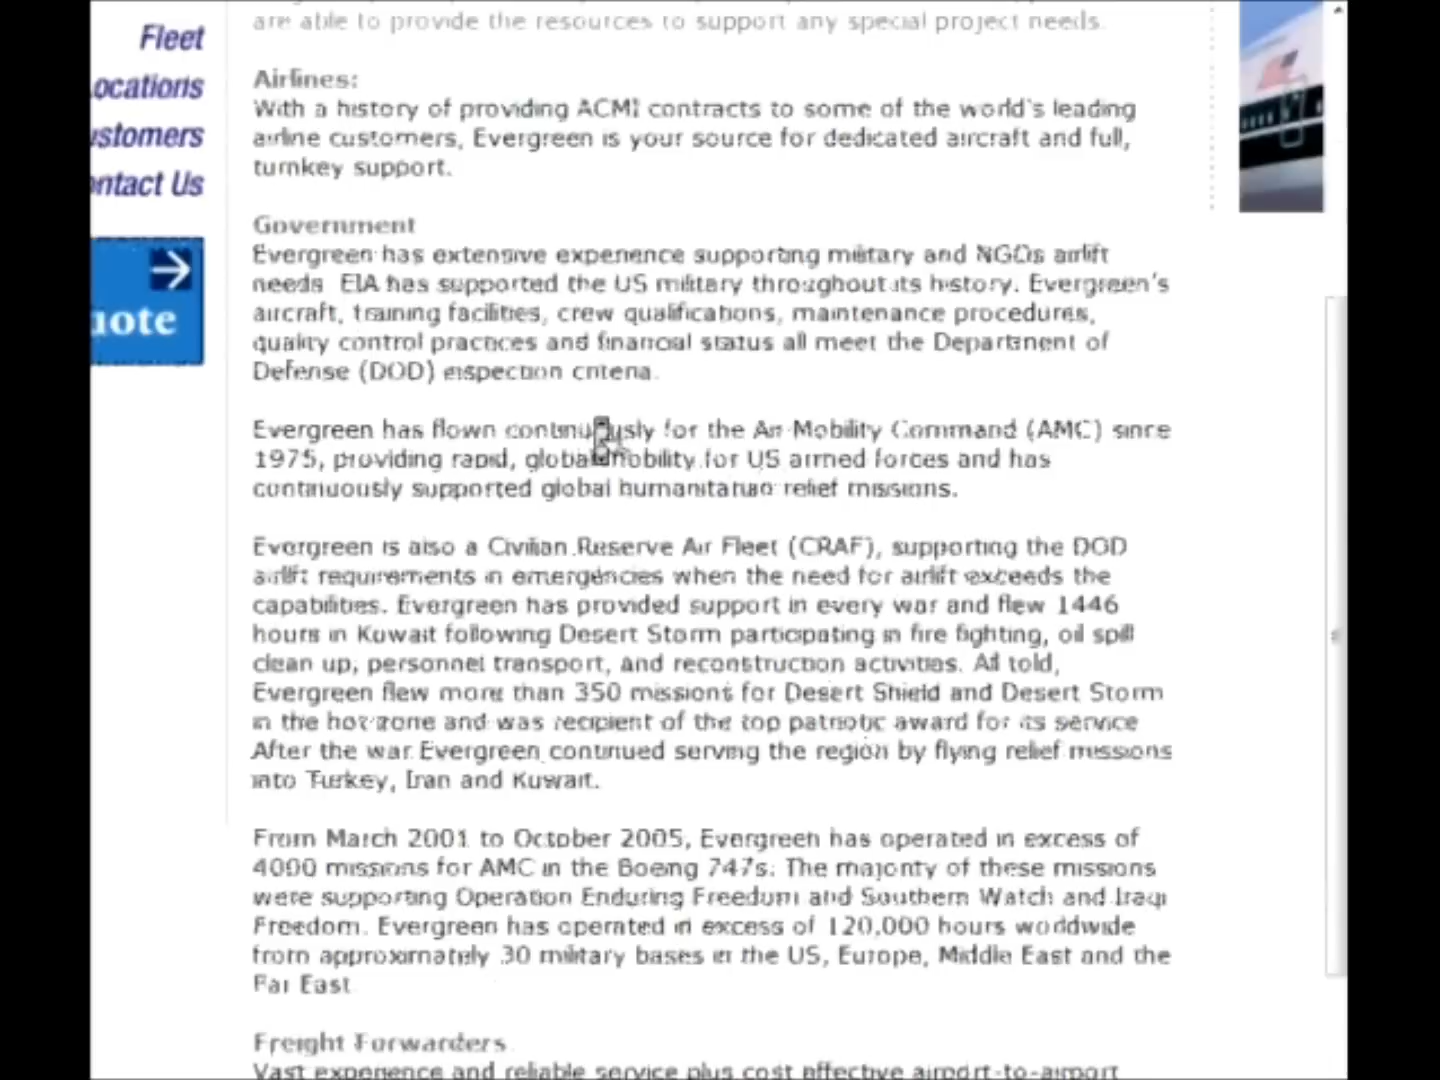 Fleet
ocations
ustomers
ontact Us
uote
are able to provide the resources to support any special project needs.
Airlines:
With a history of providing ACMI contracts to some of the world's leading
airline customers, Evergreen is your source for dedicated aircraft and full,
turnkey support.
Government
Evergreen has extensive experience supporting military and NGOs airlift
needs EIA has supported the US military throughout its history. Evergreen's
aircraft, training facilities, crew qualifications, maintenance procedures,
quality control practices and financial status all meet the Department of
Defense (DOD) inspection criteria.
Evergreen has flown continuously for the Air Mobility Command (AMC) since
1975, providing rapid, global mobility for US armed forces and has
continuously supported global humanitarian relief missions.
Evergreen is also a Civilian Reserve Air Fleet (CRAF), supporting the DOD
airlift requirements in emergencies when the need for airlift exceeds the
capabilities. Evergreen has provided support in every war and flew 1446
hours in Kuwait following Desert Storm participating in fire fighting, oil spill
clean up, personnel transport, and reconstruction activities. All told,
Evergreen flew more than 350 missions for Desert Shield and Desert Storm
in the hot zone and was recipient of the top patriotic award for its service
After the war Evergreen continued serving the region by flying relief missions
into Turkey, Iran and Kuwait.
From March 2001 to October 2005, Evergreen has operated in excess of
4000 missions for AMC in the Boeing 747s. The majority of these missions
were supporting Operation Enduring Freedom and Southern Watch and Iraqi
Freedom. Evergreen has operated in excess of 120,000 hours worldwide
from approximately 30 military bases in the US, Europe, Middle East and the
Far East
Freight Forwarders
Vast experience and reliable service plus cost effective airport-to-airport